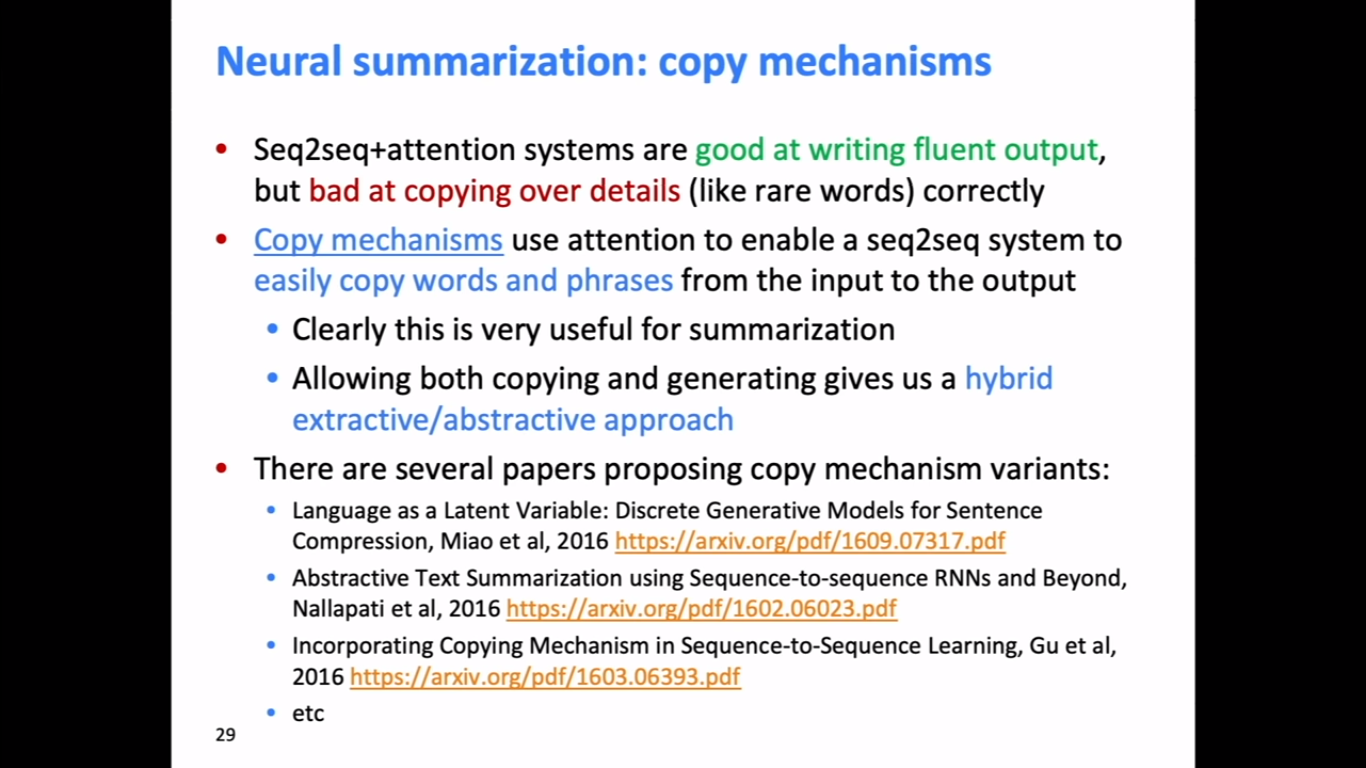 Neural summarization: copy mechanisms
• Seq2seq+attention systems are good at writing fluent output,
but bad at copying over details (like rare words) correctly
• Copy mechanisms use attention to enable a seq2seq system to
easily copy words and phrases from the input to the output
• Clearly this is very useful for summarization
• Allowing both copying and generating gives us a hybrid
extractive/abstractive approach
• There are several papers proposing copy mechanism variants:
• Language as a Latent Variable: Discrete Generative Models for Sentence
Compression, Miao et al, 2016 https://arxiv.org/pdf/1609.07317.pdf
• Abstractive Text Summarization using Sequence-to-sequence RNNs and Beyond,
Nallapati et al, 2016 https://arxiv.org/pdf/1602.06023.pdf
• Incorporating Copying Mechanism in Sequence-to-Sequence Learning, Gu et al,
2016 https://arxiv.org/pdf/1603.06393.pdf
• etc
29